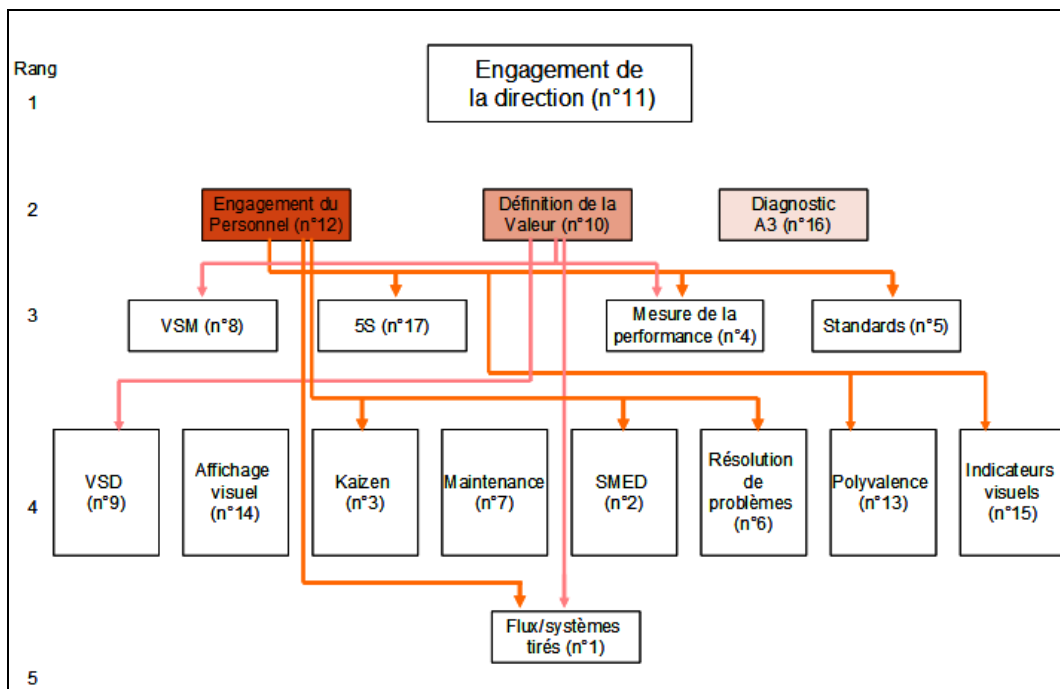 Rang
1
Engagement de
la direction (n°11)
2
Engagement du
Personnel (n°12)
Définition de la
Valeur (n°10)
Diagnostic
A3 (n°16)
3
VSM (n°8)
5S (n°17)
Mesure de la
performance (n°4)
Standards (n°5)
4
VSD
(n°9)
Affichage
visuel
(n°14)
Kaizen
(n°3)
Maintenance
(n°7)
SMED
(n°2)
Résolution
de
problèmes
(n°6)
Polyvalence
(n°13)
Indicateurs
visuels
(n°15)
Flux/systèmes
tirés (n°1)
5